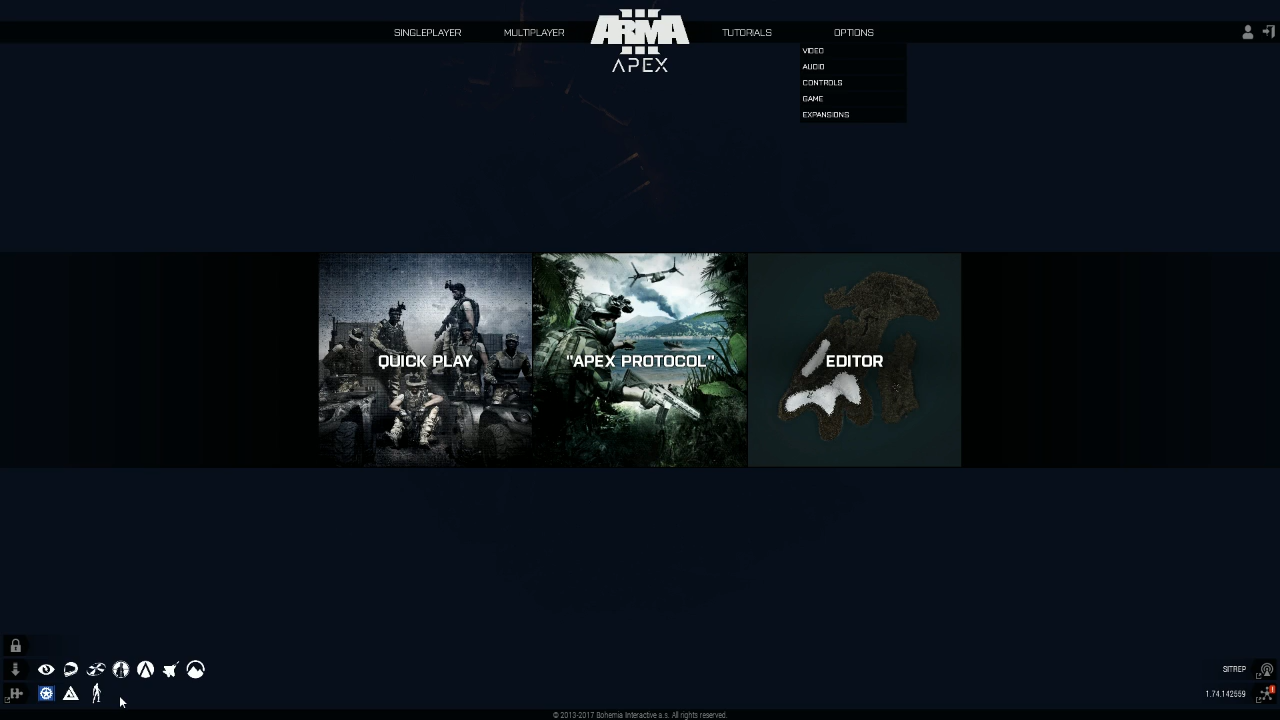 SINGLEPLAYER
MULTIPLAYER
ARMA III
APEX
TUTORIALS
OPTIONS
VIDEO
AUDIO
CONTROLS
GAME
EXPANSIONS
QUICK PLAY
"APEX PROTOCOL"
EDITOR
SITREP
1.74.142559
© 2013-2017 Bohemia Interactive a.s. All rights reserved.